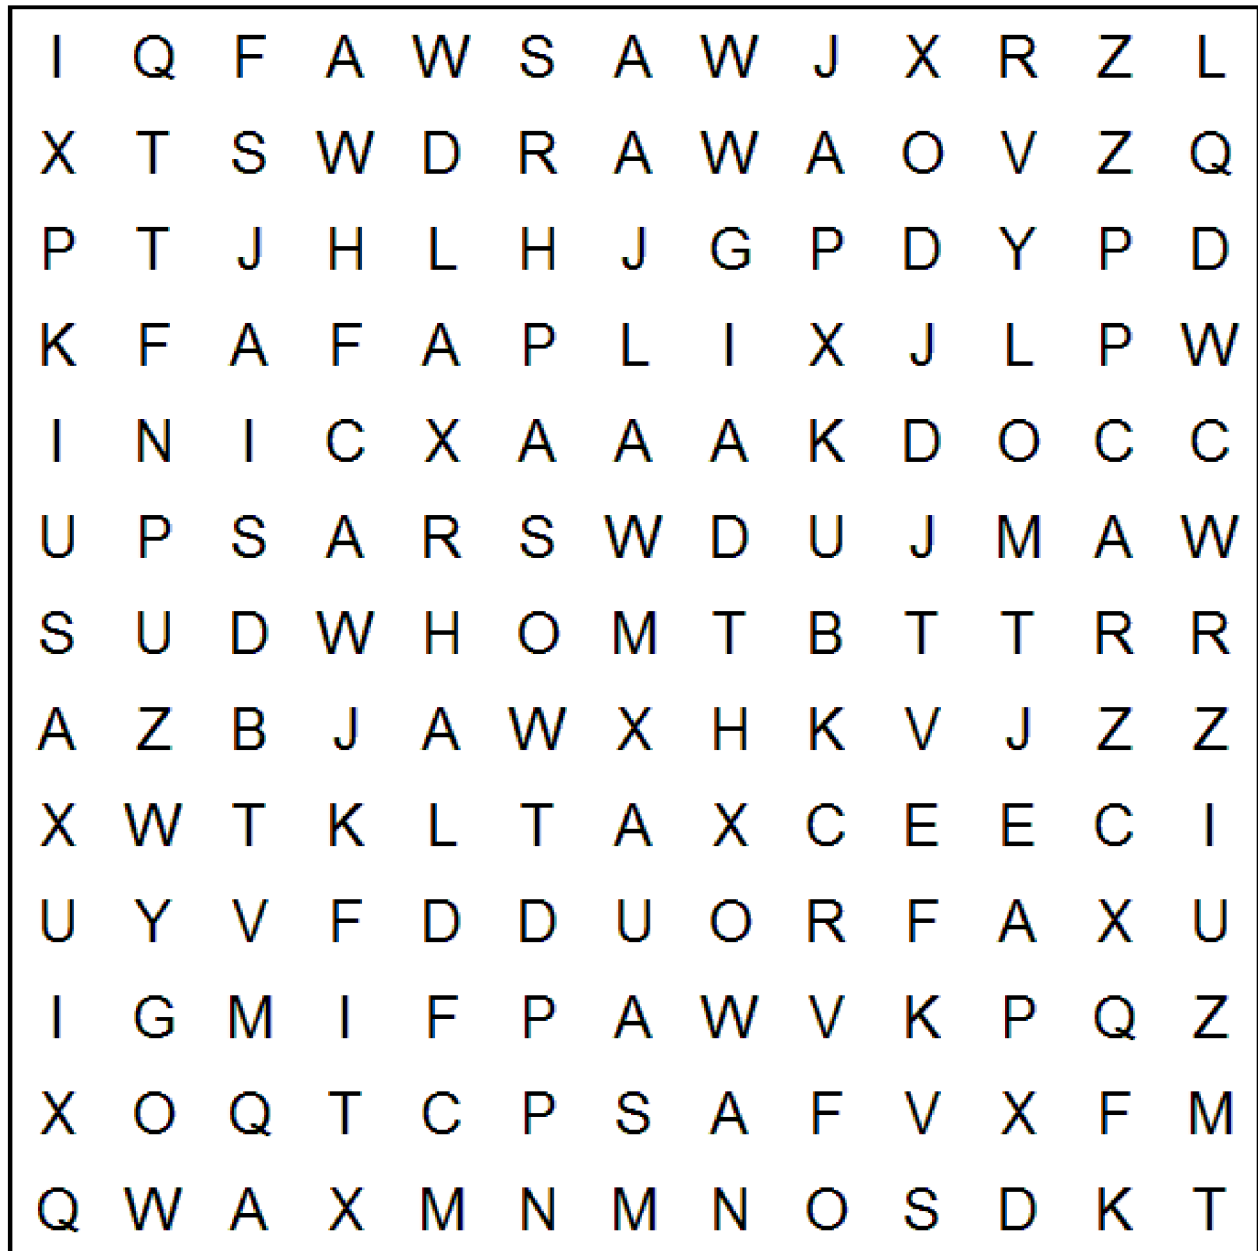 I Q F A W S A W J X R Z L
X T S W D R A W A O V Z Q
P T J H L H J G P D Y P D
K F A F A P L I X J L P W
I N I C X A A A K D O C C
U P S A R S W D U J M A W
S U D W H O M T B T T R R
A Z B J A W X H K V J Z Z
X W T K L T A X C E E C I
U Y V F D D U O R F A X U
I G M I F P A W V K P Q Z
X O Q T C P S A F V X F M
Q W A X M N M N O S D K T